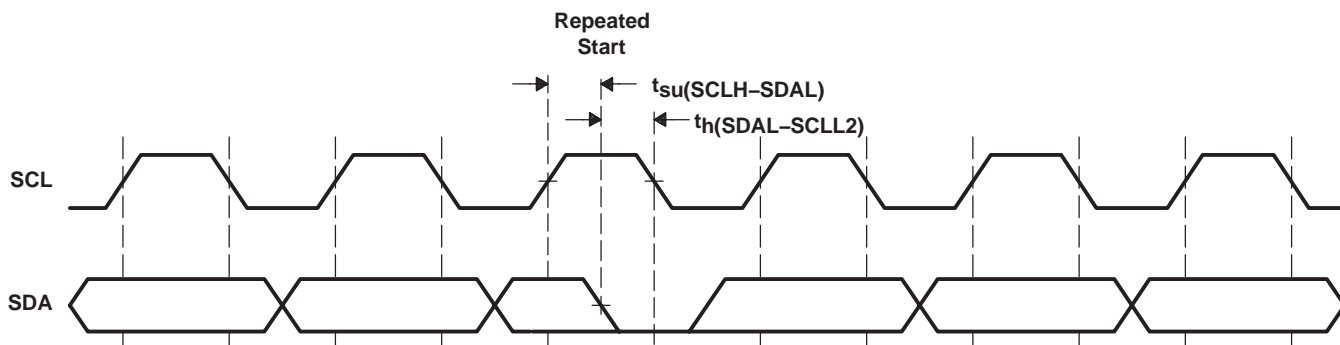 Repeated
Start
tsu(SCLH–SDAL)
th(SDAL–SCLL2)
SCL
SDA